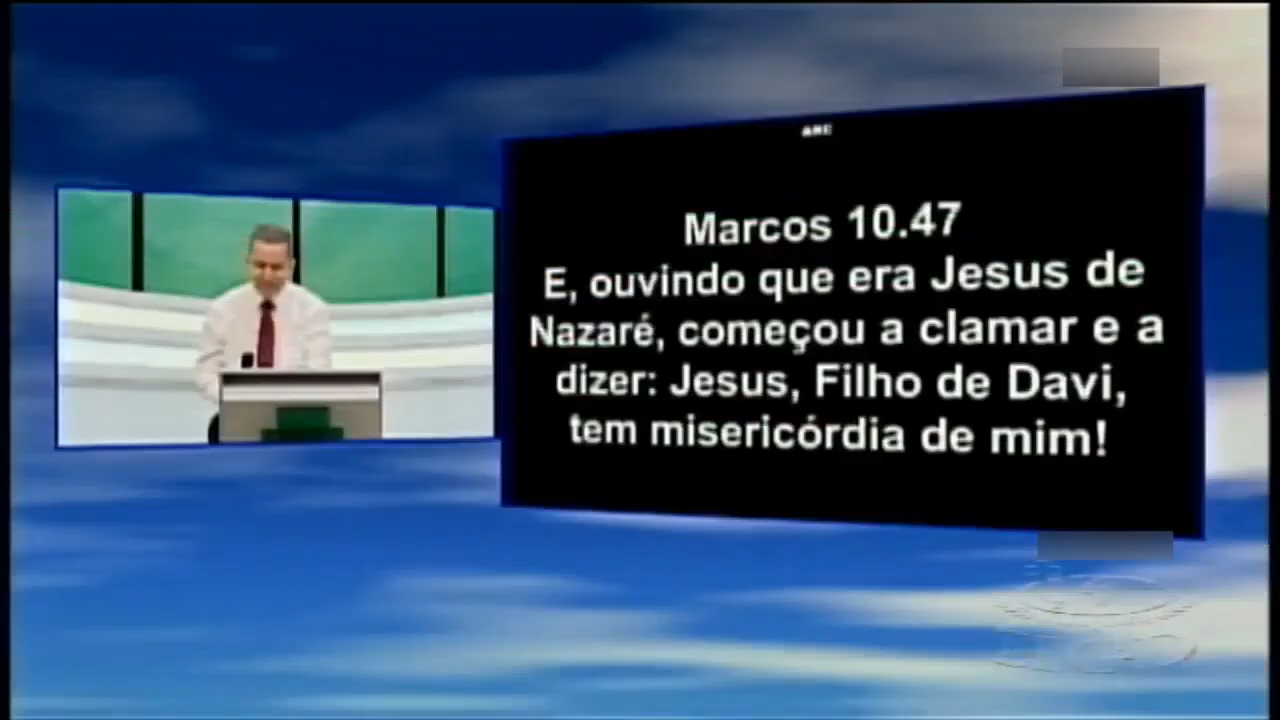 Marcos 10.47
E, ouvindo que era Jesus de
Nazaré, começou a clamar e a
dizer: Jesus, Filho de Davi,
tem misericórdia de mim!